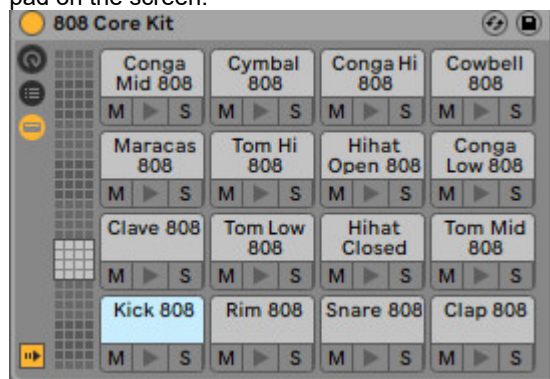 pad on the screen.
808 Core Kit
Conga Cymbal Conga Hi Cowbell
Mid 808 808 808 808
M S M S M S M S
Maracas Tom Hi Hihat Conga
808 808 Open 808 Low 808
M S M S M S M S
Clave 808 Tom Low Hihat Tom Mid
808 Closed 808
M S M S M S M S
Kick 808 Rim 808 Snare 808 Clap 808
M S M S M S M S